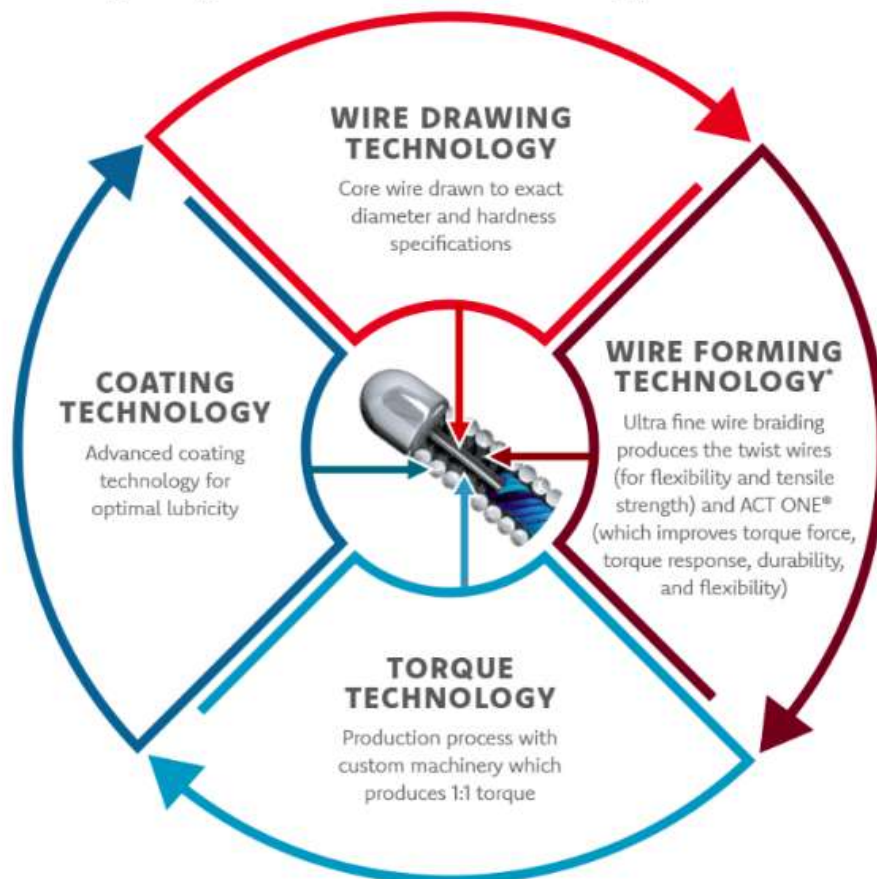 WIRE DRAWING
TECHNOLOGY
Core wire drawn to exact
diameter and hardness
specifications
WIRE FORMING
TECHNOLOGY*
Ultra fine wire braiding
produces the twist wires
(for flexibility and tensile
strength) and ACT ONE®
(which improves torque force,
torque response, durability,
and flexibility)
TORQUE
TECHNOLOGY
Production process with
custom machinery which
produces 1:1 torque
COATING
TECHNOLOGY
Advanced coating
technology for
optimal lubricity